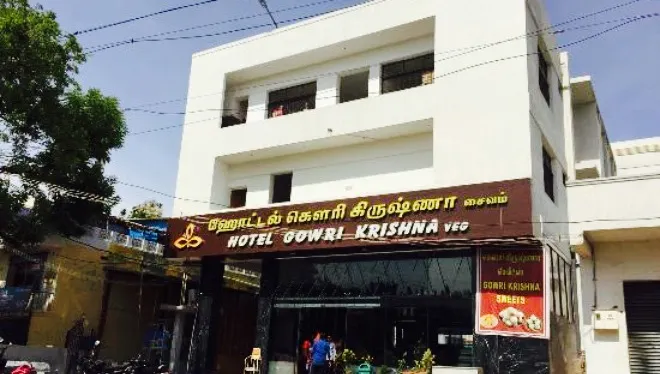 ஹோட்டல் கௌரி கிருஷ்ணா சைவம்
HOTEL GOWRI KRISHNA VEG
கௌரி கிருஷ்ணா
ஸ்வீட்ஸ்
GOWRI KRISHNA
SWEETS